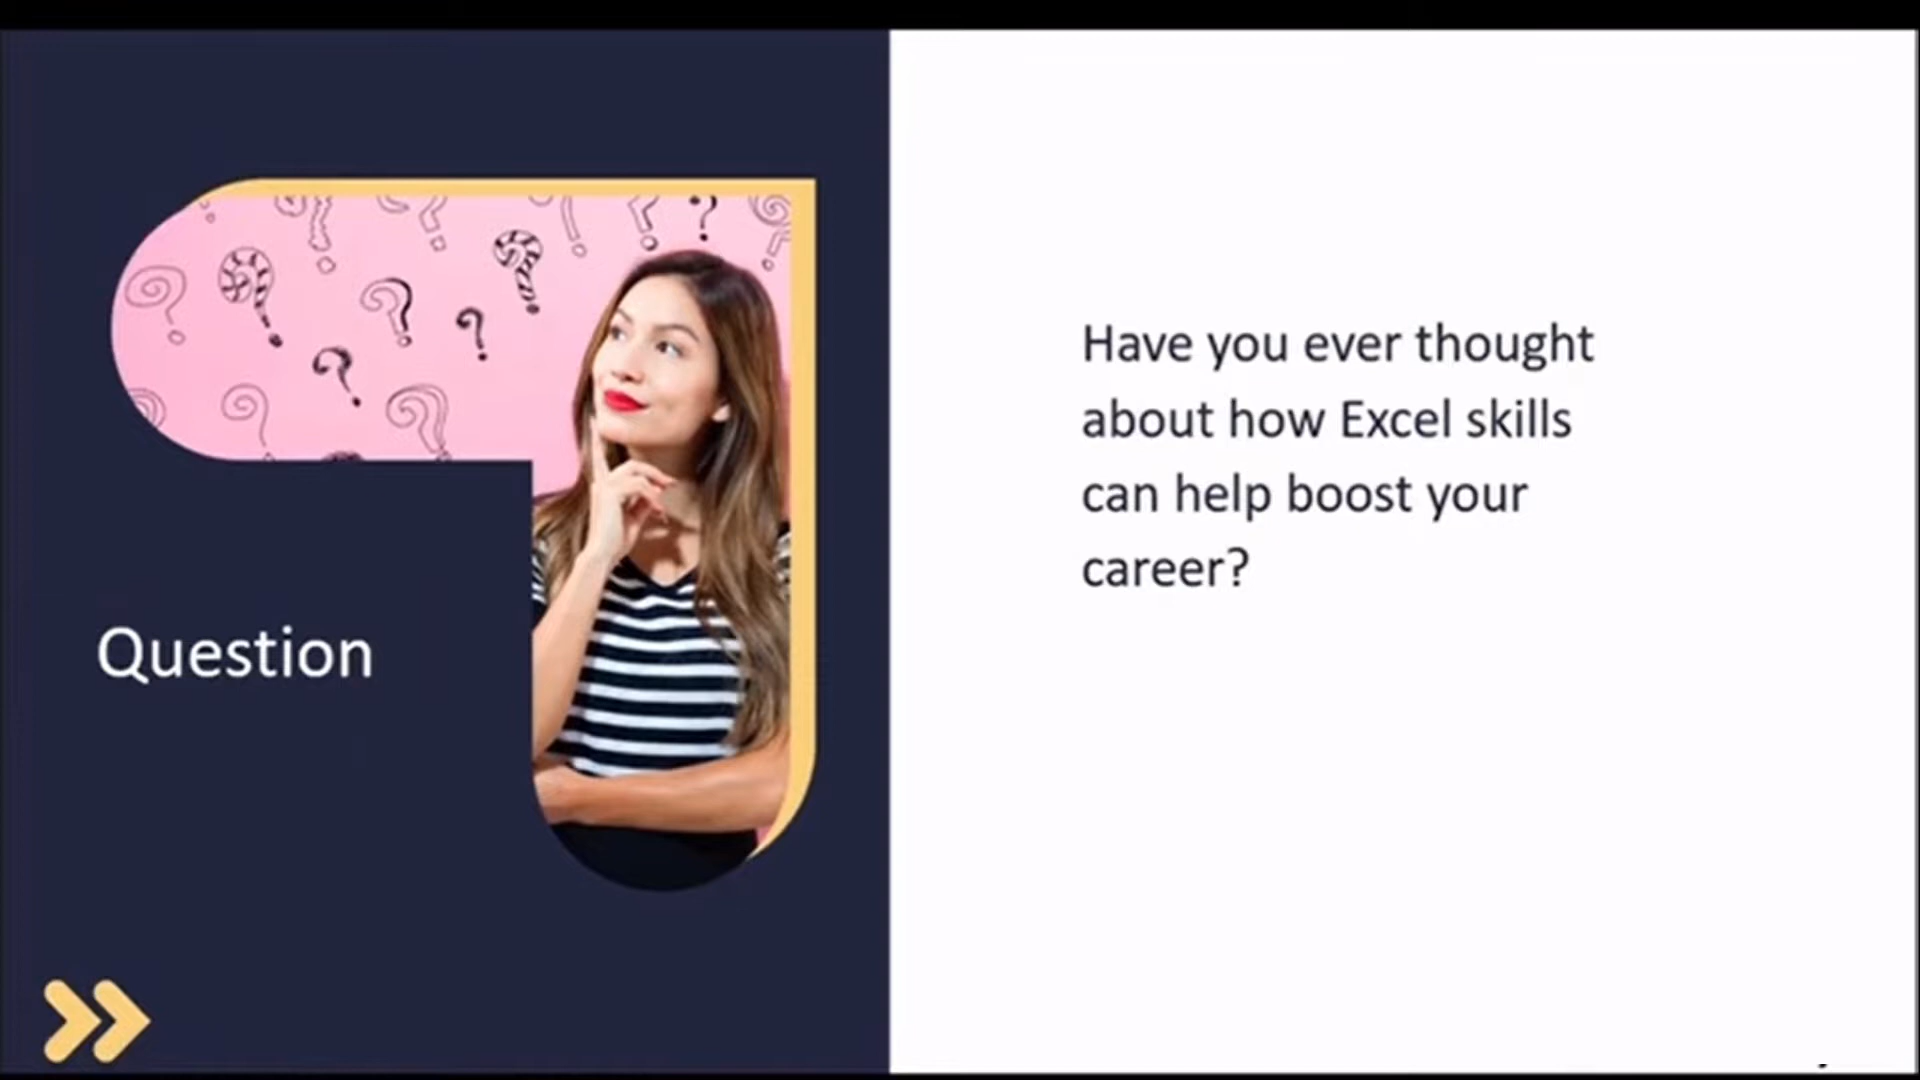 Question
Have you ever thought
about how Excel skills
can help boost your
career?